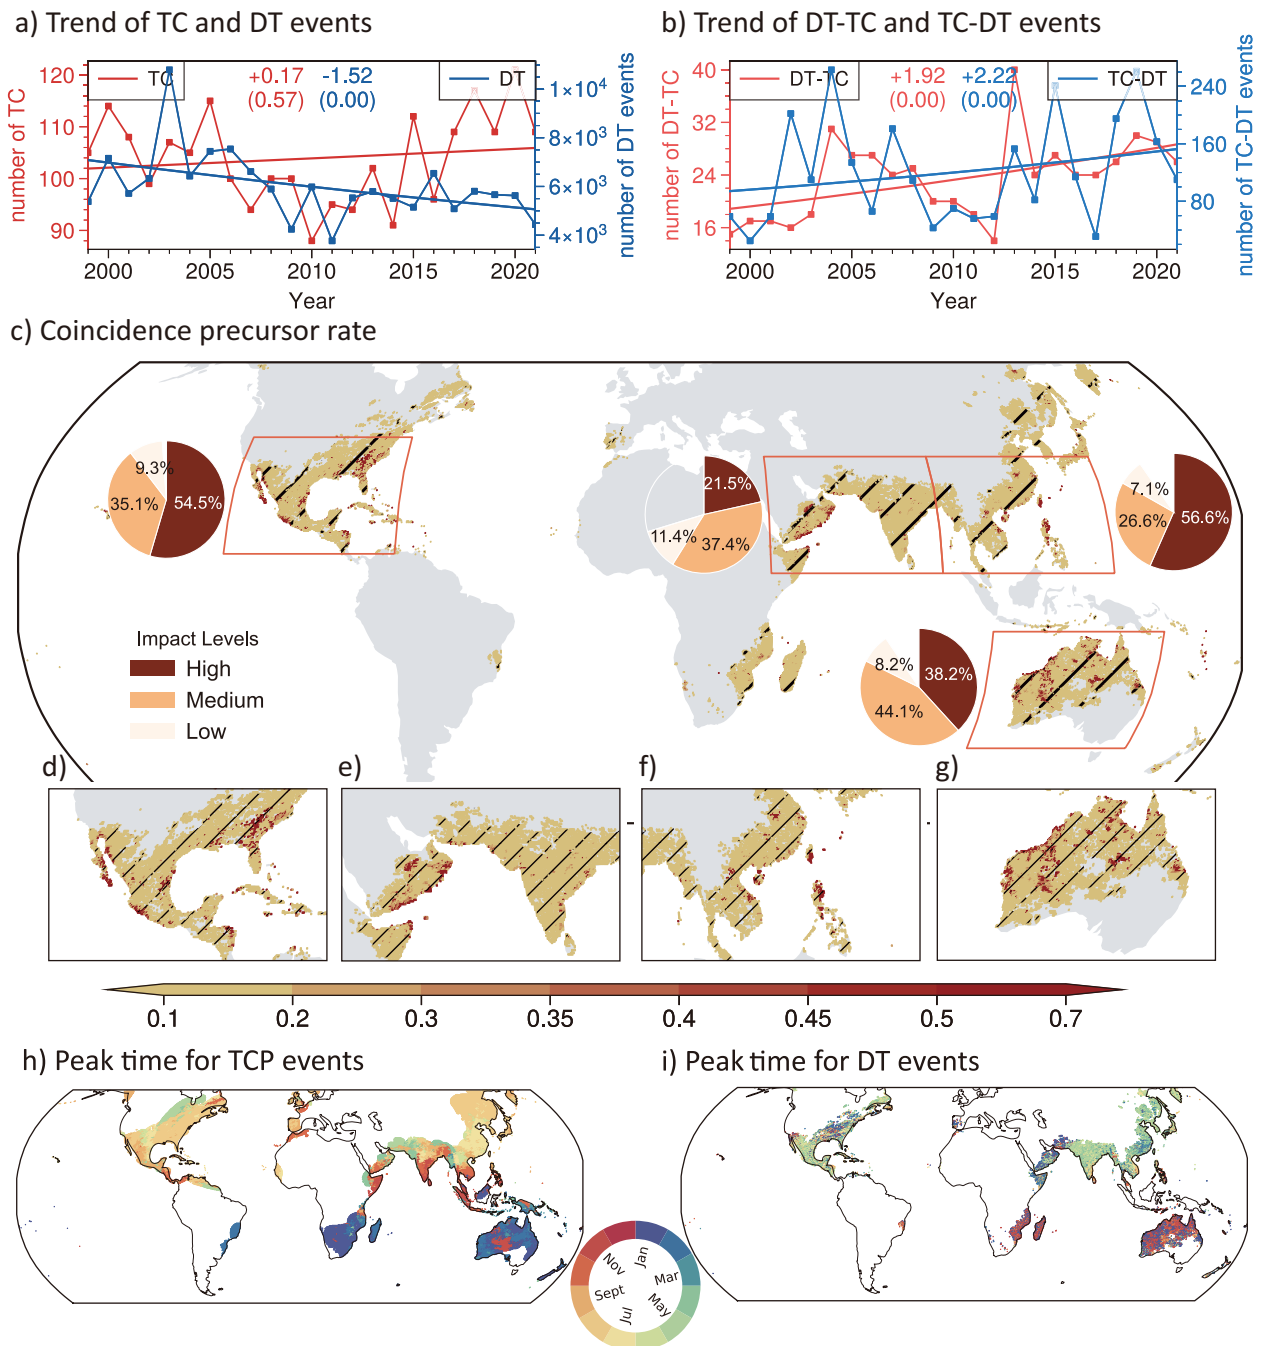 a) Trend of TC and DT events
b) Trend of DT-TC and TC-DT events
TC
+0.17
-1.52
(0.57)
(0.00)
DT
number of TC
120
110
100
90
1×10⁴
8×10³
6×10³
4×10³
number of DT events
2000
2005
2010
2015
2020
Year
DT-TC
+1.92
+2.22
(0.00)
(0.00)
TC-DT
number of DT-TC
40
32
24
16
240
160
80
number of TC-DT events
2000
2005
2010
2015
2020
Year
c) Coincidence precursor rate
9.3%
35.1%
54.5%
21.5%
11.4%
37.4%
7.1%
26.6%
56.6%
8.2%
38.2%
44.1%
Impact Levels
High
Medium
Low
d)
e)
f)
g)
0.1
0.2
0.3
0.35
0.4
0.45
0.5
0.7
h) Peak time for TCP events
i) Peak time for DT events
Jan
Mar
May
Jul
Sept
Nov